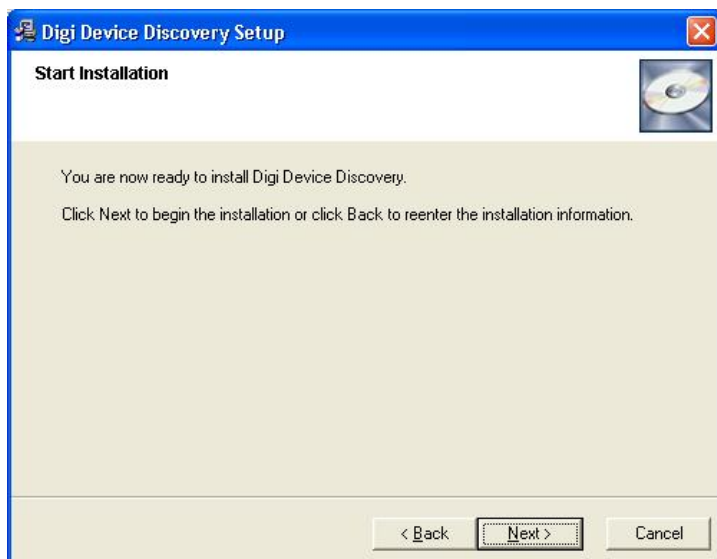 Digi Device Discovery Setup
Start Installation
You are now ready to install Digi Device Discovery.
Click Next to begin the installation or click Back to reenter the installation information.
< Back
Next >
Cancel